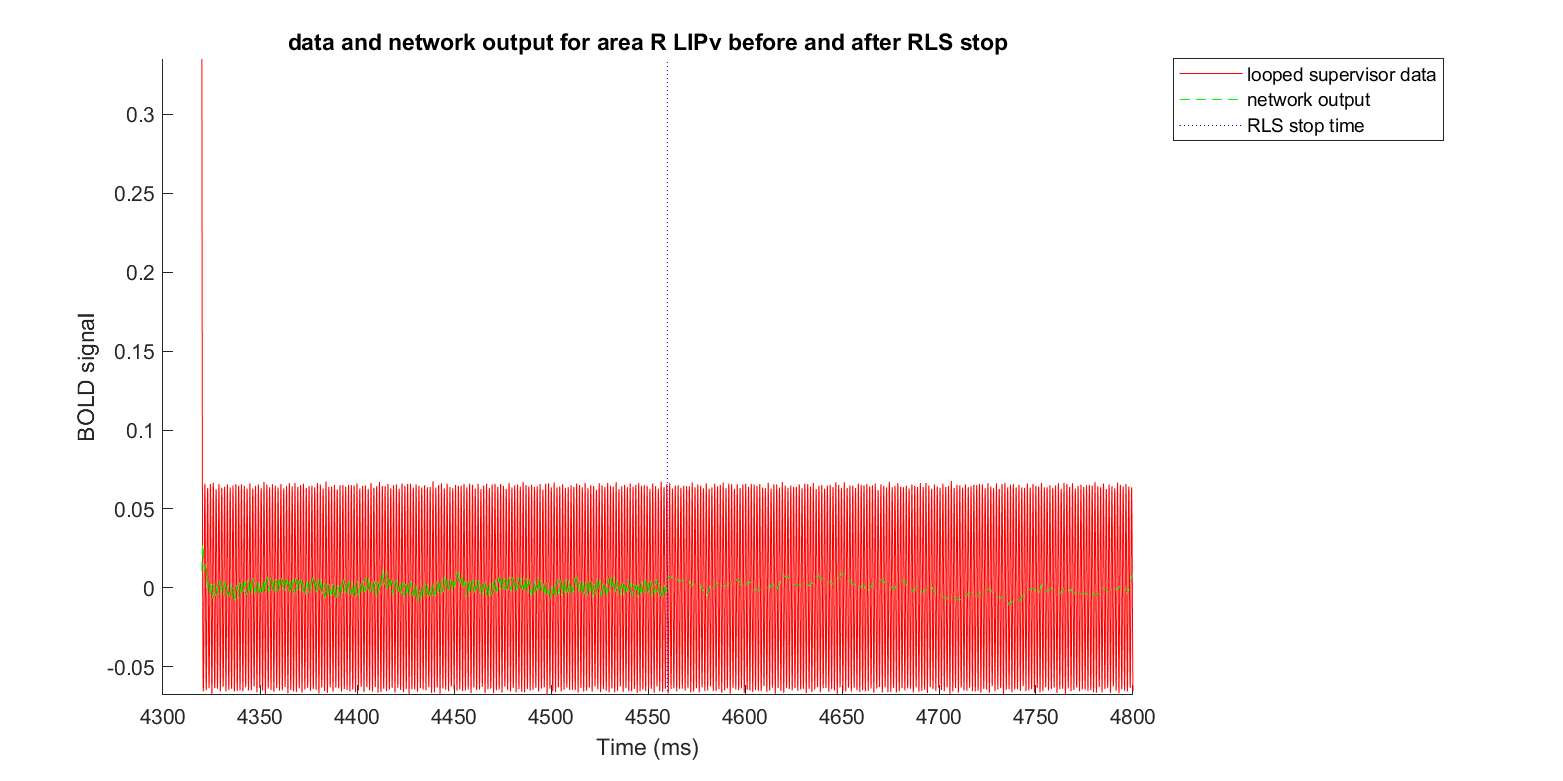 data and network output for area R LIPv before and after RLS stop
looped supervisor data
network output
RLS stop time
0.3
0.25
0.2
0.15
0.1
0.05
0
-0.05
BOLD signal
4300 4350 4400 4450 4500 4550 4600 4650 4700 4750 4800
Time (ms)